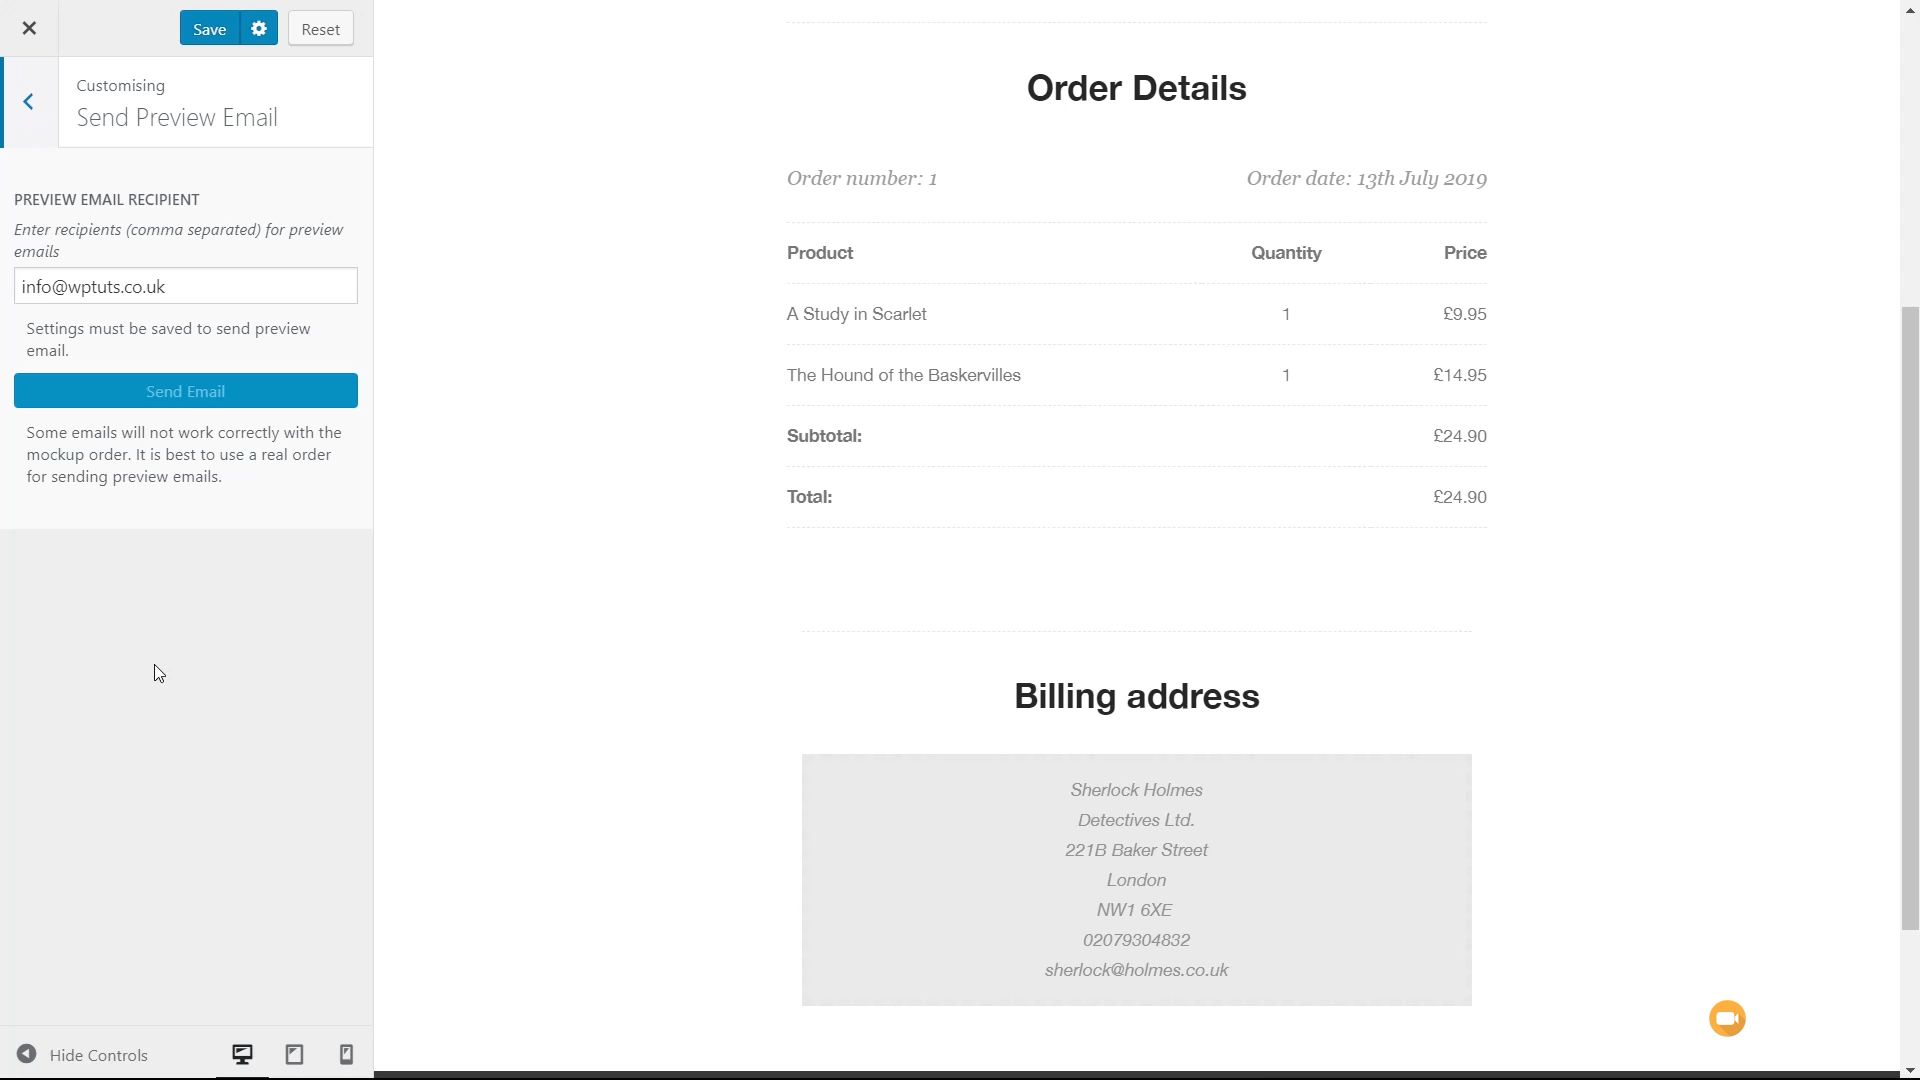 Save
Reset
Customising
Send Preview Email
PREVIEW EMAIL RECIPIENT
Enter recipients (comma separated) for preview
emails
info@wptuts.co.uk
Settings must be saved to send preview
email.
Send Email
Some emails will not work correctly with the
mockup order. It is best to use a real order
for sending preview emails.
Hide Controls
Order Details
Order number: 1 Order date: 13th July 2019
Product Quantity Price
A Study in Scarlet 1 £9.95
The Hound of the Baskervilles 1 £14.95
Subtotal: £24.90
Total: £24.90
Billing address
Sherlock Holmes
Detectives Ltd.
221B Baker Street
London
NW1 6XE
02079304832
sherlock@holmes.co.uk